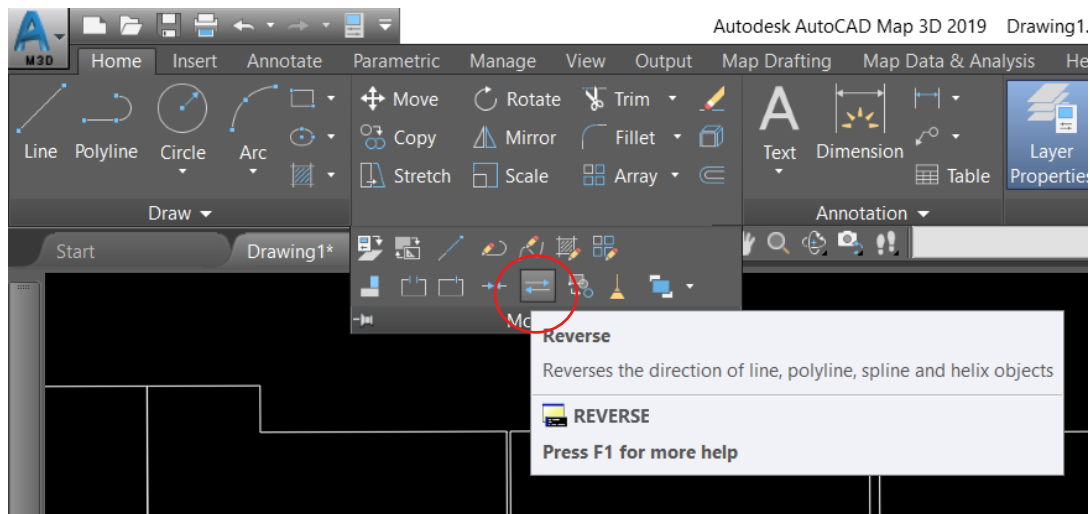 Autodesk AutoCAD Map 3D 2019 Drawing1.
M3D
Home Insert Annotate Parametric Manage View Output Map Drafting Map Data & Analysis He
Move Rotate Trim
Copy Mirror Fillet
Line Polyline Circle Arc Text Dimension Layer
Stretch Scale Array Table Properties
Draw Annotation
Start Drawing1*
Mo
Reverse
Reverses the direction of line, polyline, spline and helix objects
REVERSE
Press F1 for more help